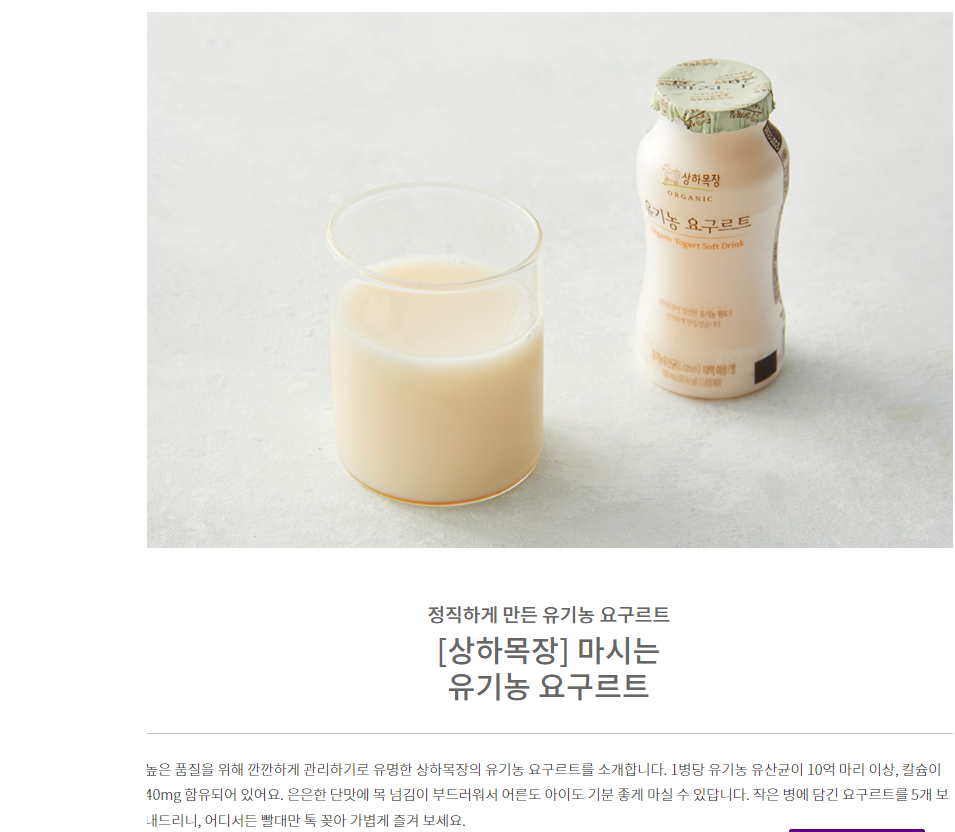 상하목장
ORGANIC
유기농 요구르트
Organic Yogurt Soft Drink
정직하게 만든 유기농 요구르트
[상하목장] 마시는
유기농 요구르트
높은 품질을 위해 깐깐하게 관리하기로 유명한 상하목장의 유기농 요구르트를 소개합니다. 1병당 유기농 유산균이 10억 마리 이상, 칼슘이
40mg 함유되어 있어요. 은은한 단맛에 목 넘김이 부드러워서 어른도 아이도 기분 좋게 마실 수 있답니다. 작은 병에 담긴 요구르트를 5개 보
내드리니, 어디서든 빨대만 톡 꽂아 가볍게 즐겨 보세요.